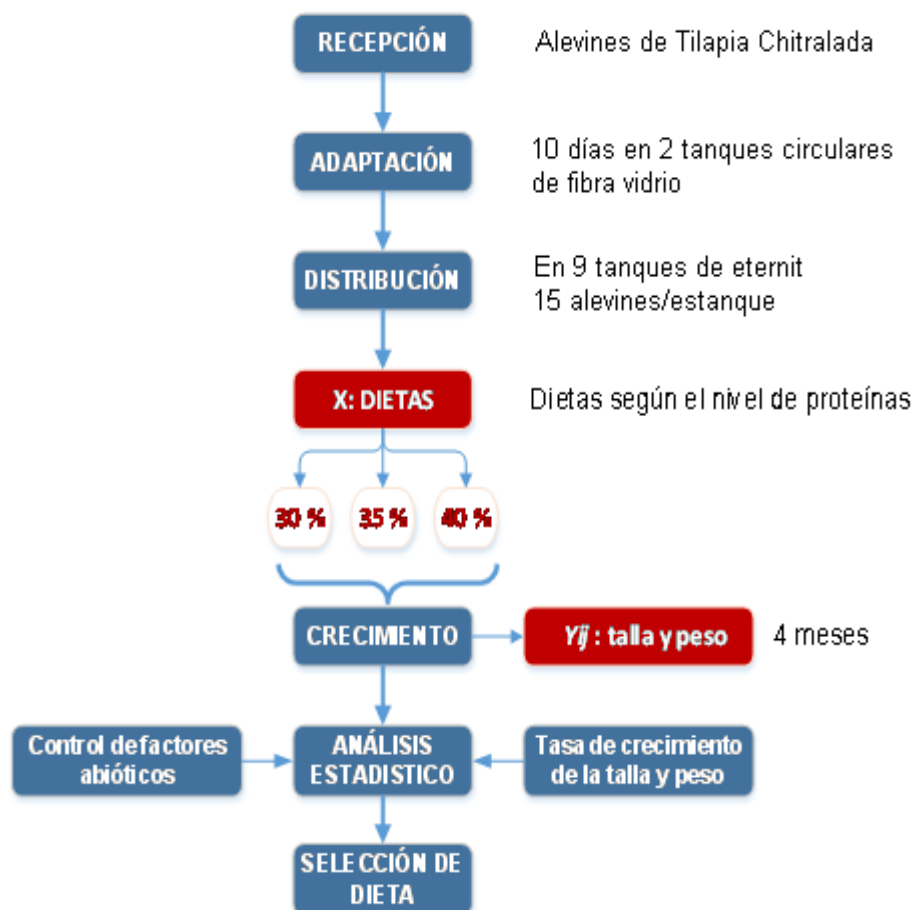 RECEPCIÓN
Alevines de Tilapia Chitralada
ADAPTACIÓN
10 días en 2 tanques circulares
de fibra vidrio
DISTRIBUCIÓN
En 9 tanques de eternit
15 alevines/estanque
X: DIETAS
Dietas según el nivel de proteínas
30 %
35 %
40 %
CRECIMIENTO
Yij : talla y peso
4 meses
Control de factores
abióticos
ANÁLISIS
ESTADISTICO
Tasa de crecimiento
de la talla y peso
SELECCIÓN DE
DIETA